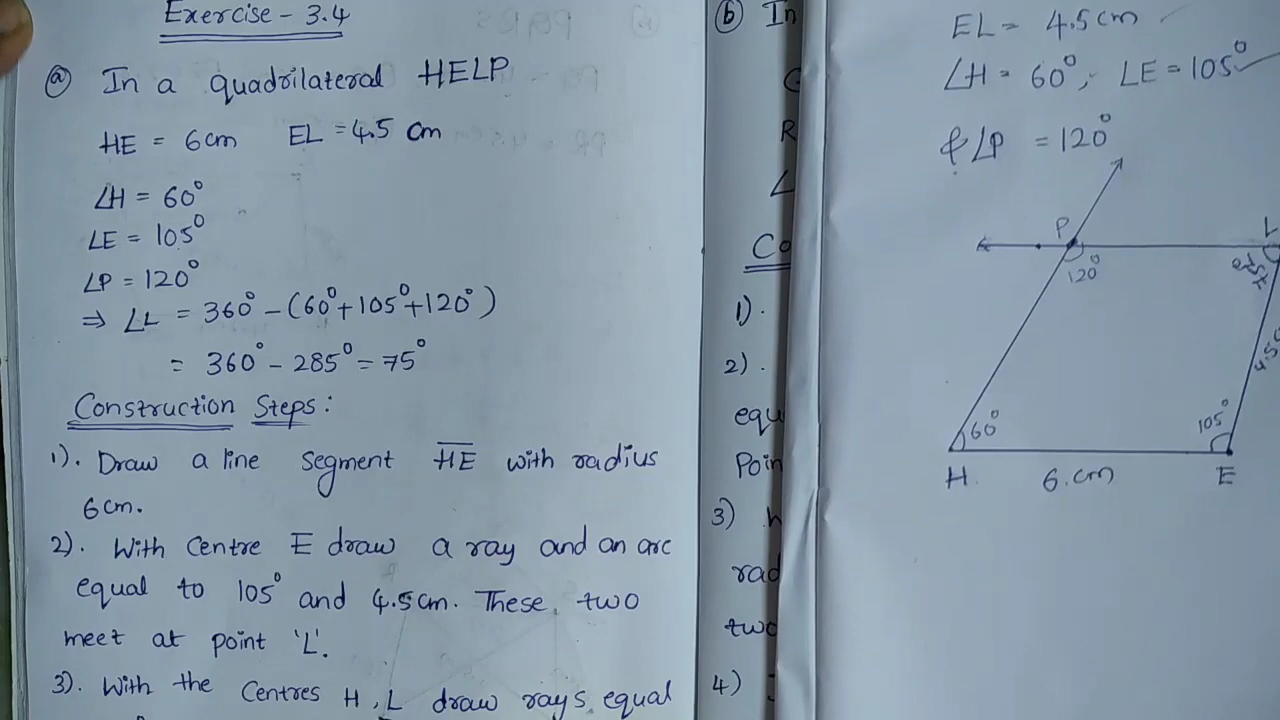 Exercise - 3.4
ⓐ In a quadrilateral HELP
HE = 6cm EL = 4.5 cm
∠H = 60°
∠E = 105°
∠P = 120°
⇒ ∠L = 360° - (60° + 105° + 120°)
= 360° - 285° = 75°
Construction Steps:
1). Draw a line segment HE with radius
6cm.
2). With Centre E draw a ray and an arc
equal to 105° and 4.5cm. These two
meet at point 'L'.
3). With the Centres H, L draw rays equal
ⓑ In
R
∠
Co
1).
2).
equ
Poin
3)
rad
two
4)
EL = 4.5cm
∠H = 60°, ∠E = 105°
& ∠P = 120°
P L
120° 75°
4.5
60° 105°
H 6.cm E